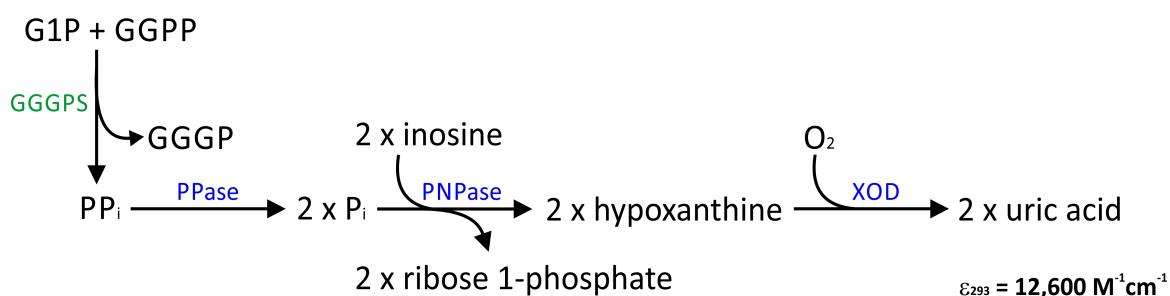 G1P + GGPP
GGGPS
GGGP
2 x inosine
O₂
PPᵢ
PPase
2 x Pᵢ
PNPase
2 x hypoxanthine
XOD
2 x uric acid
2 x ribose 1-phosphate
ε₂₉₃ = 12,600 M⁻¹cm⁻¹